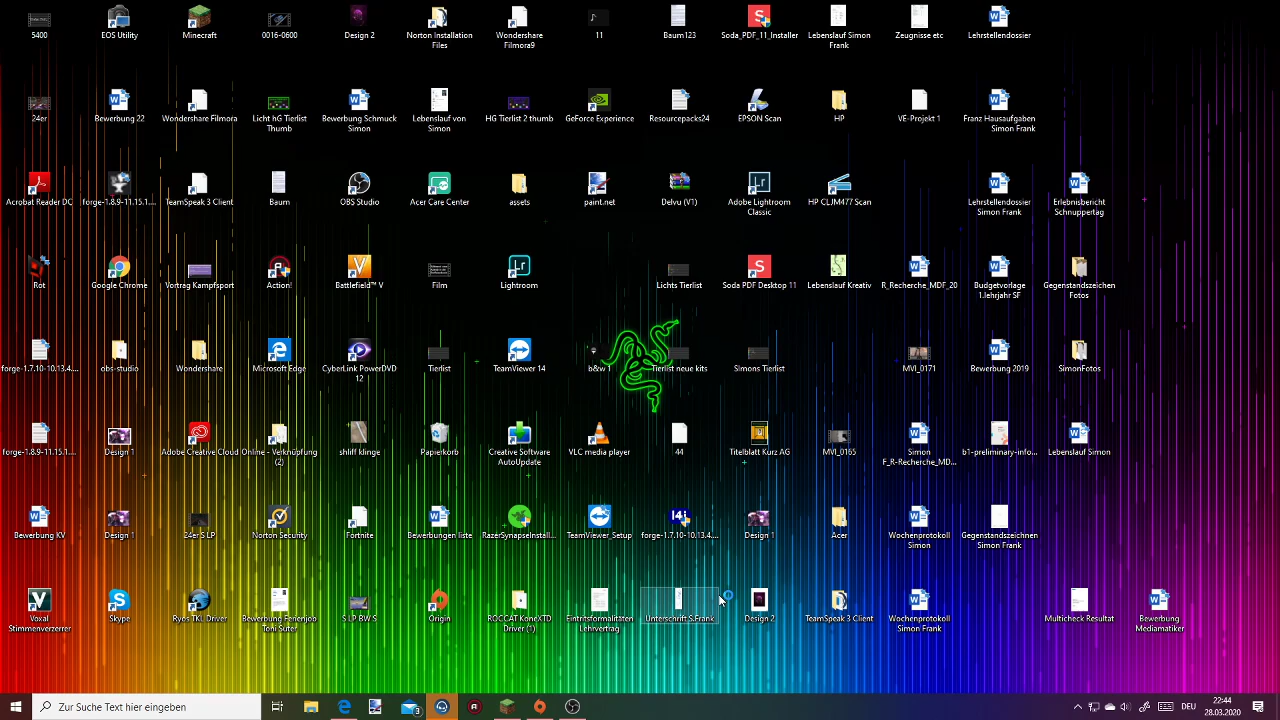 5400
EOS Utility
Minecraft
0016-0600
Design 2
Norton Installation
Files
Wondershare
Filmora9
11
Baum123
Soda_PDF_11_Installer
Lebenslauf Simon
Frank
Zeugnisse etc
Lehrstellendossier
24er
Bewerbung 22
Wondershare Filmora
Licht hG Tierlist
Thumb
Bewerbung Schmuck
Simon
Lebenslauf von
Simon
HG Tierlist 2 thumb
GeForce Experience
Resourcepacks24
EPSON Scan
HP
VE-Projekt 1
Franz Hausaufgaben
Simon Frank
Acrobat Reader DC
forge-1.8.9-11.15.1....
TeamSpeak 3 Client
Baum
OBS Studio
Acer Care Center
assets
paint.net
Delvu (V1)
Adobe Lightroom
Classic
HP CLJM477 Scan
Lehrstellendossier
Simon Frank
Erlebnisbericht
Schnuppertag
Rot
Google Chrome
Vortrag Kampfsport
Action!
Battlefield™ V
Film
Lightroom
Lichts Tierlist
Soda PDF Desktop 11
Lebenslauf Kreativ
R_Recherche_MDF_20
Budgetvorlage
1.lehrjahr SF
Gegenstandszeichen
Fotos
forge-1.7.10-10.13.4....
obs-studio
Wondershare
Microsoft Edge
CyberLink PowerDVD
12
Tierlist
TeamViewer 14
b&w 1
Tierlist neue kits
SImons Tierlist
MVI_0171
Bewerbung 2019
SimonFotos
forge-1.8.9-11.15.1....
Design 1
Adobe Creative Cloud
Online - Verknüpfung
(2)
shliff klinge
Papierkorb
Creative Software
AutoUpdate
VLC media player
44
Titelblatt Kurz AG
MVI_0165
Simon
F_R-Recherche_MD...
b1-preliminary-info...
Lebenslauf Simon
Bewerbung KV
Design 1
24er S LP
Norton Security
Fortnite
Bewerbungen liste
RazerSynapseInstall...
TeamViewer_Setup
forge-1.7.10-10.13.4....
Design 1
Acer
Wochenprotokoll
Simon
Gegenstandszeichnen
Simon Frank
Voxal
Stimmenverzerrer
Skype
Ryos TKL Driver
Bewerbung Ferienjob
Toni Suter
S LP BW S
Origin
ROCCAT KoneXTD
Driver (1)
Eintrittsformalitäten
Lehrvertrag
Unterschrift S.Frank
Design 2
TeamSpeak 3 Client
Wochenprotokoll
Simon Frank
Multicheck Resultat
Bewerbung
Mediamatiker
Zur Suche Text hier eingeben
3
DEU
22:44
28.03.2020